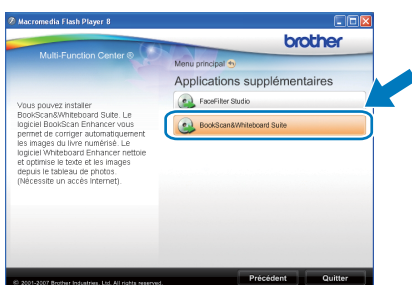 Macromedia Flash Player 8
brother
Multi-Function Center ®
Menu principal
Applications supplémentaires
FaceFilter Studio
BookScan&Whiteboard Suite
Vous pouvez installer
BookScan&Whiteboard Suite. Le
logiciel BookScan Enhancer vous
permet de corriger automatiquement
les images du livre numérisé. Le
logiciel Whiteboard Enhancer nettoie
et optimise le texte et les images
depuis le tableau de photos.
(Nécessite un accès Internet).
Précédent
Quitter
© 2001-2007 Brother Industries, Ltd. All rights reserved.